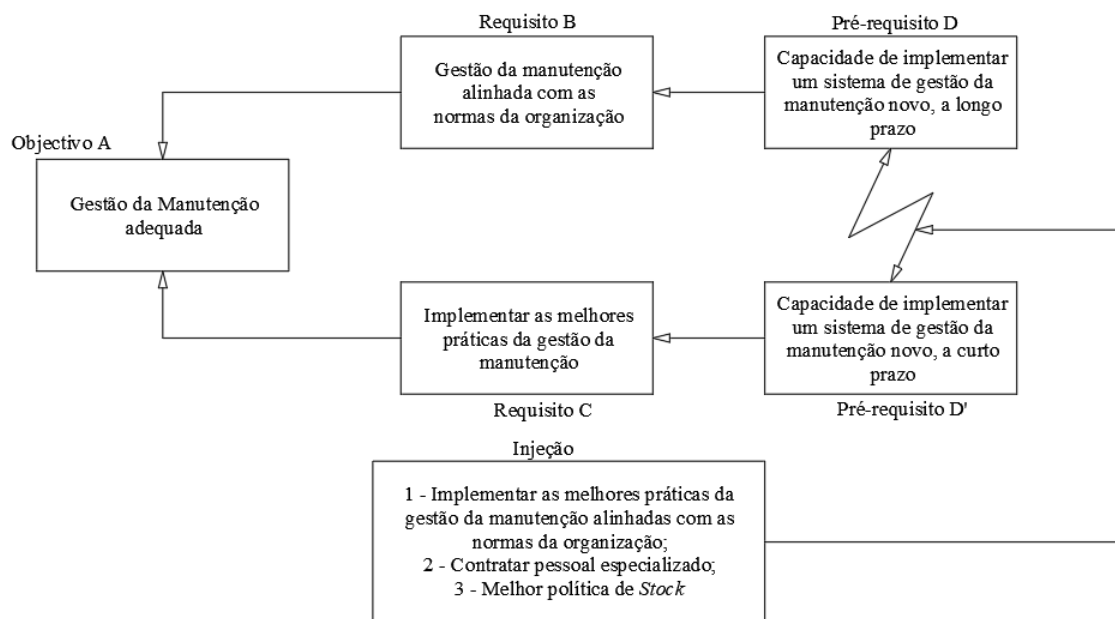 Requisito B
Pré-requisito D
Gestão da manutenção
alinhada com as
normas da organização
Capacidade de implementar
um sistema de gestão da
manutenção novo, a longo
prazo
Objectivo A
Gestão da Manutenção
adequada
Implementar as melhores
práticas da gestão da
manutenção
Capacidade de implementar
um sistema de gestão da
manutenção novo, a curto
prazo
Requisito C
Pré-requisito D'
Injeção
1 - Implementar as melhores práticas da
gestão da manutenção alinhadas com as
normas da organização;
2 - Contratar pessoal especializado;
3 - Melhor política de Stock